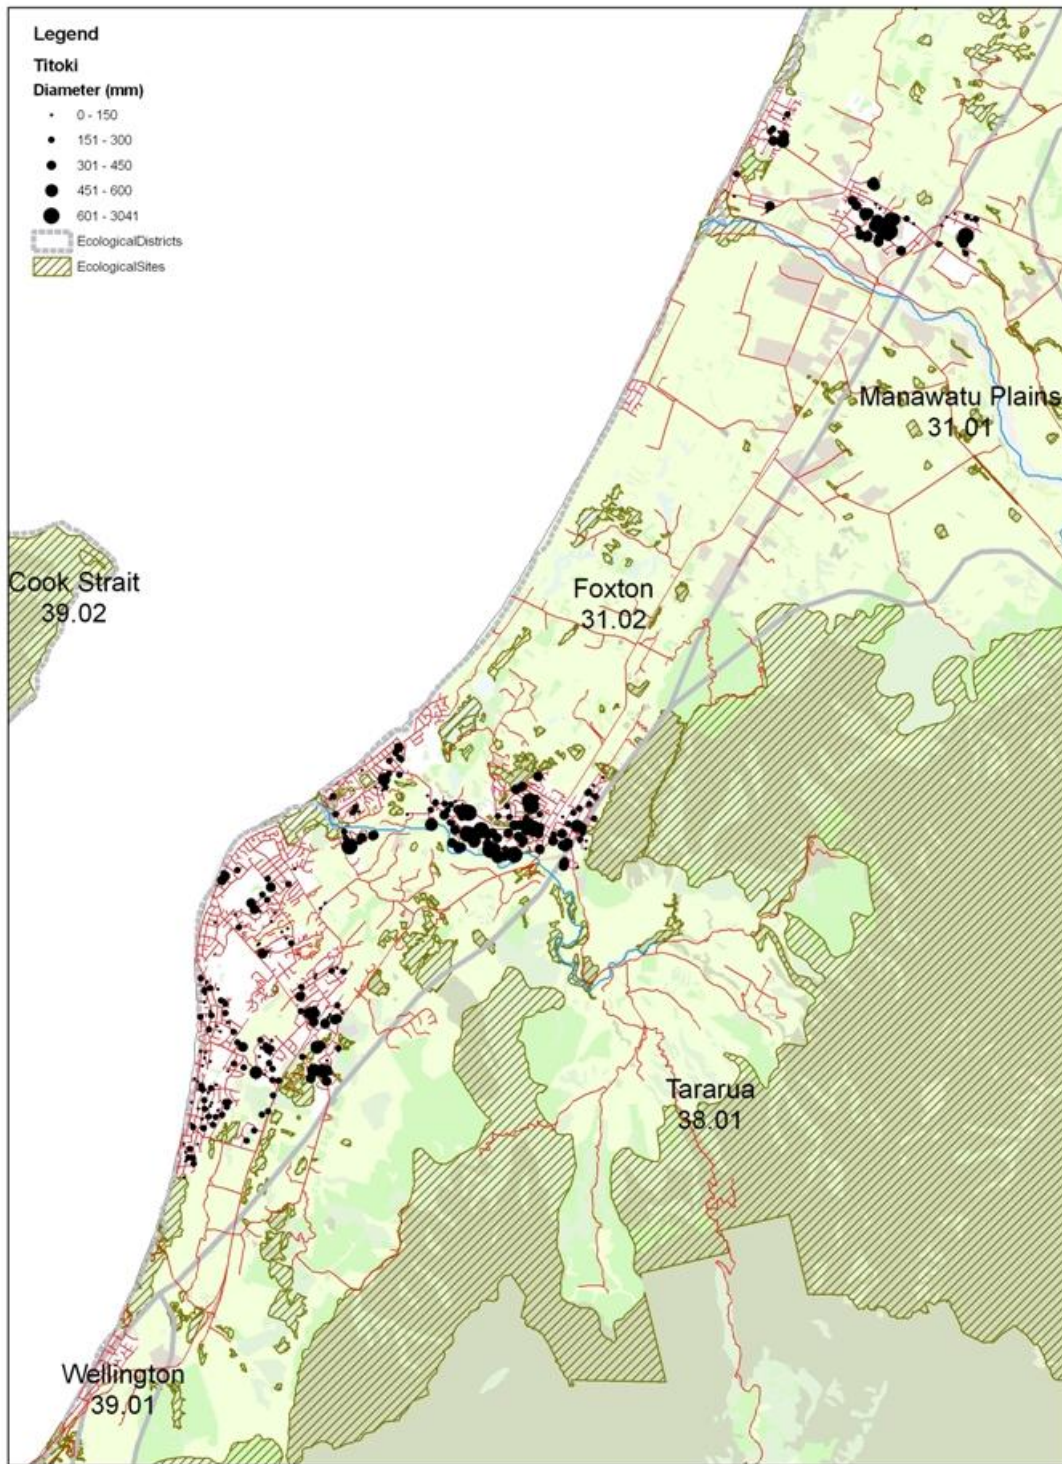 Legend
Titoki
Diameter (mm)
0 - 150
151 - 300
301 - 450
451 - 600
601 - 3041
EcologicalDistricts
EcologicalSites
Manawatu Plains
31.01
Cook Strait
39.02
Foxton
31.02
Tararua
38.01
Wellington
39.01